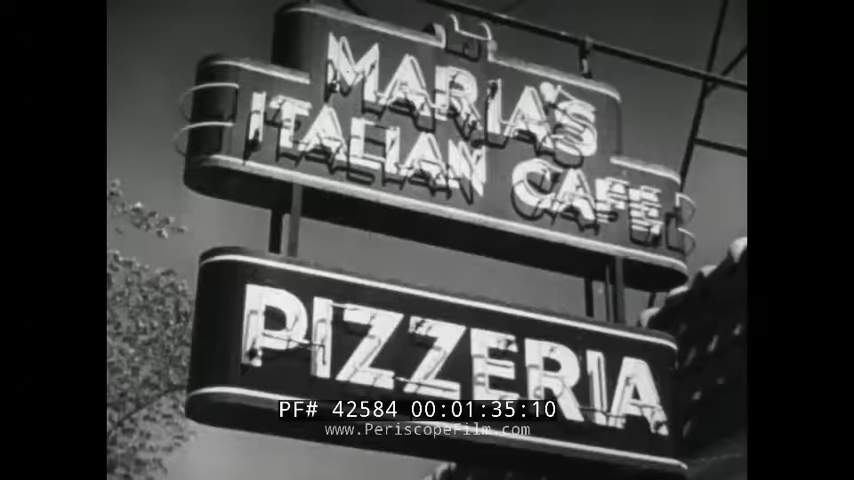 MARIA'S
ITALIAN CAFE
PIZZERIA
PF# 42584 00:01:35:10
www.PeriscopeFilm.com